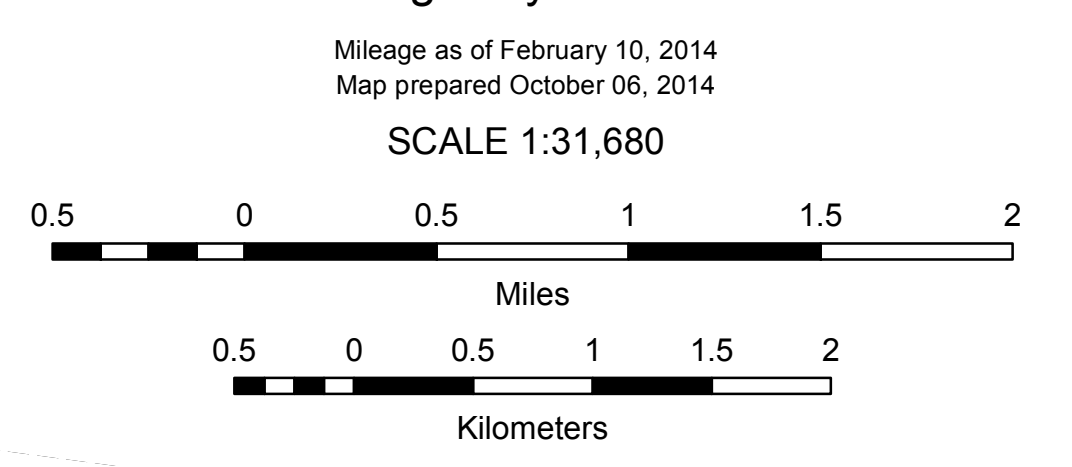 Mileage as of February 10, 2014
Map prepared October 06, 2014
SCALE 1:31,680
0.5 0 0.5 1 1.5 2
Miles
0.5 0 0.5 1 1.5 2
Kilometers